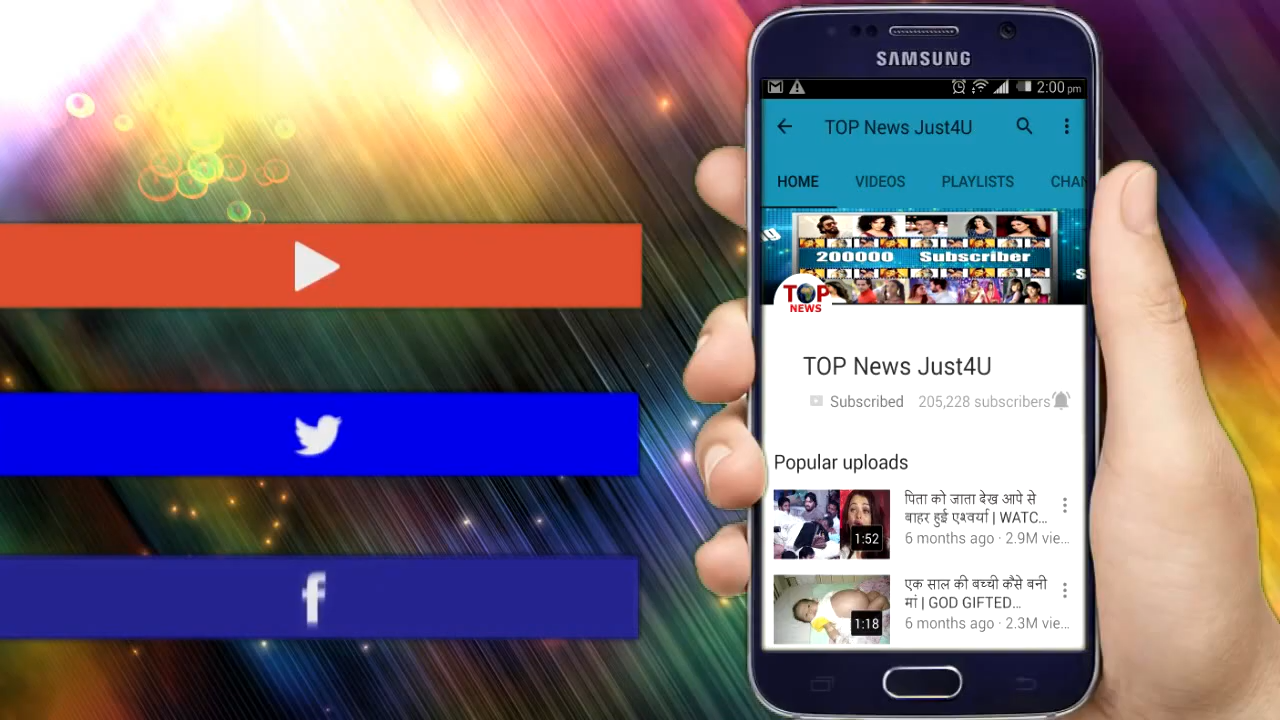 SAMSUNG
2:00 pm
TOP News Just4U
HOME VIDEOS PLAYLISTS CHAN
200000 Subscriber
TOP
NEWS
TOP News Just4U
Subscribed 205,228 subscribers
Popular uploads
पिता को जाता देख आपे से
बाहर हुई एश्वर्या | WATC...
6 months ago · 2.9M vie...
1:52
एक साल की बच्ची कैसे बनी
मां | GOD GIFTED...
6 months ago · 2.3M vie...
1:18